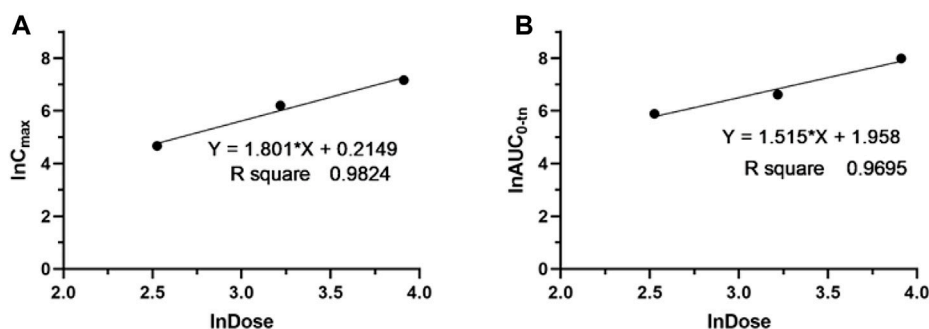 A
lnCmax
8
6
4
2
0
Y = 1.801*X + 0.2149
R square 0.9824
2.0 2.5 3.0 3.5 4.0
lnDose
B
lnAUC0-tn
8
6
4
2
0
Y = 1.515*X + 1.958
R square 0.9695
2.0 2.5 3.0 3.5 4.0
lnDose